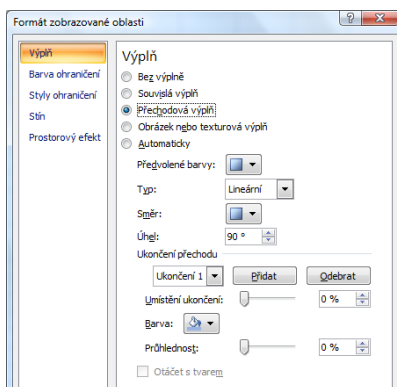 Formát zobrazované oblasti
Výplň
Barva ohraničení
Styly ohraničení
Stín
Prostorový efekt
Výplň
Bez výplně
Souvislá výplň
Přechodová výplň
Obrázek nebo texturová výplň
Automaticky
Předvolené barvy:
Typ: Lineární
Směr:
Úhel: 90 °
Ukončení přechodu
Ukončení 1 Přidat Odebrat
Umístění ukončení: 0 %
Barva:
Průhlednost: 0 %
Otáčet s tvarem